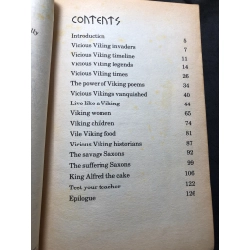 CONTENTS
Introduction 5
Vicious Viking invaders 7
Vicious Viking timeline 11
Vicious Viking legends 14
Vicious Viking times 26
The power of Viking poems 34
Vicious Vikings vanquished 40
Live like a Viking 44
Viking women 65
Viking children 74
Vile Viking food 81
Vicious Viking historians 87
The savage Saxons 92
The suffering Saxons 99
King Alfred the cake 106
Test your teacher 122
Epilogue 126